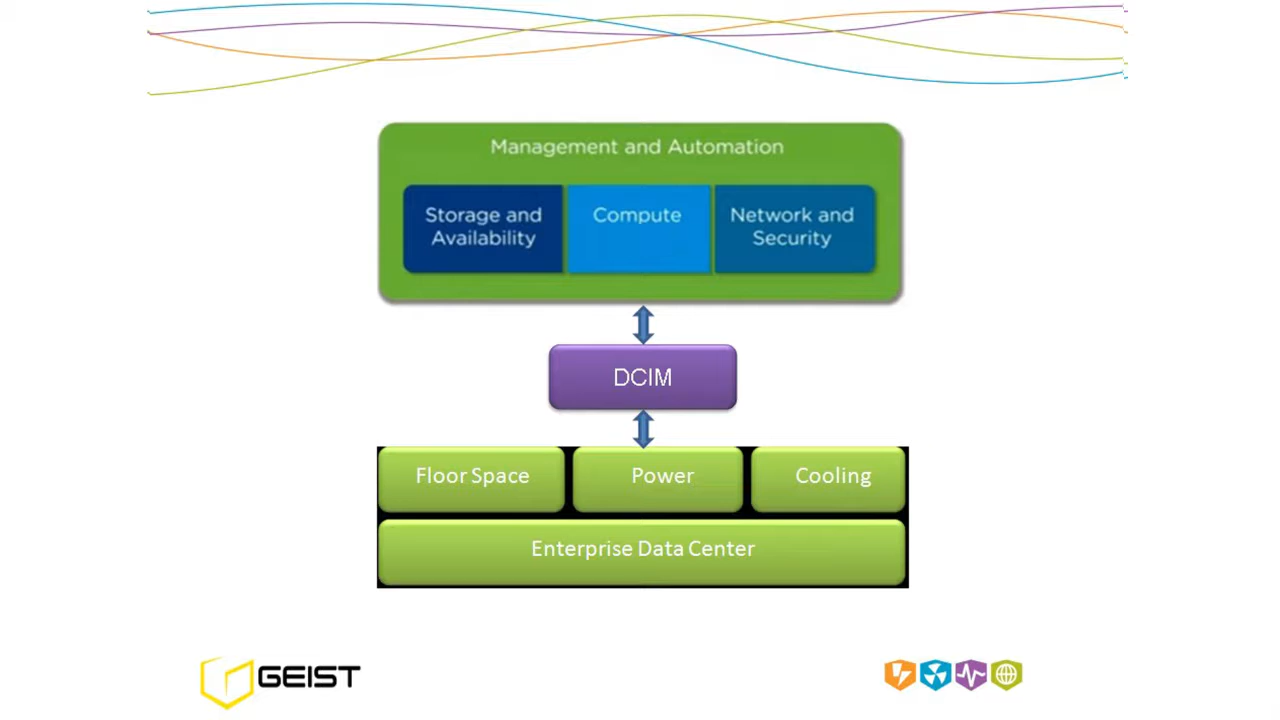 Management and Automation
Storage and
Availability
Compute
Network and
Security
DCIM
Floor Space
Power
Cooling
Enterprise Data Center
GEIST